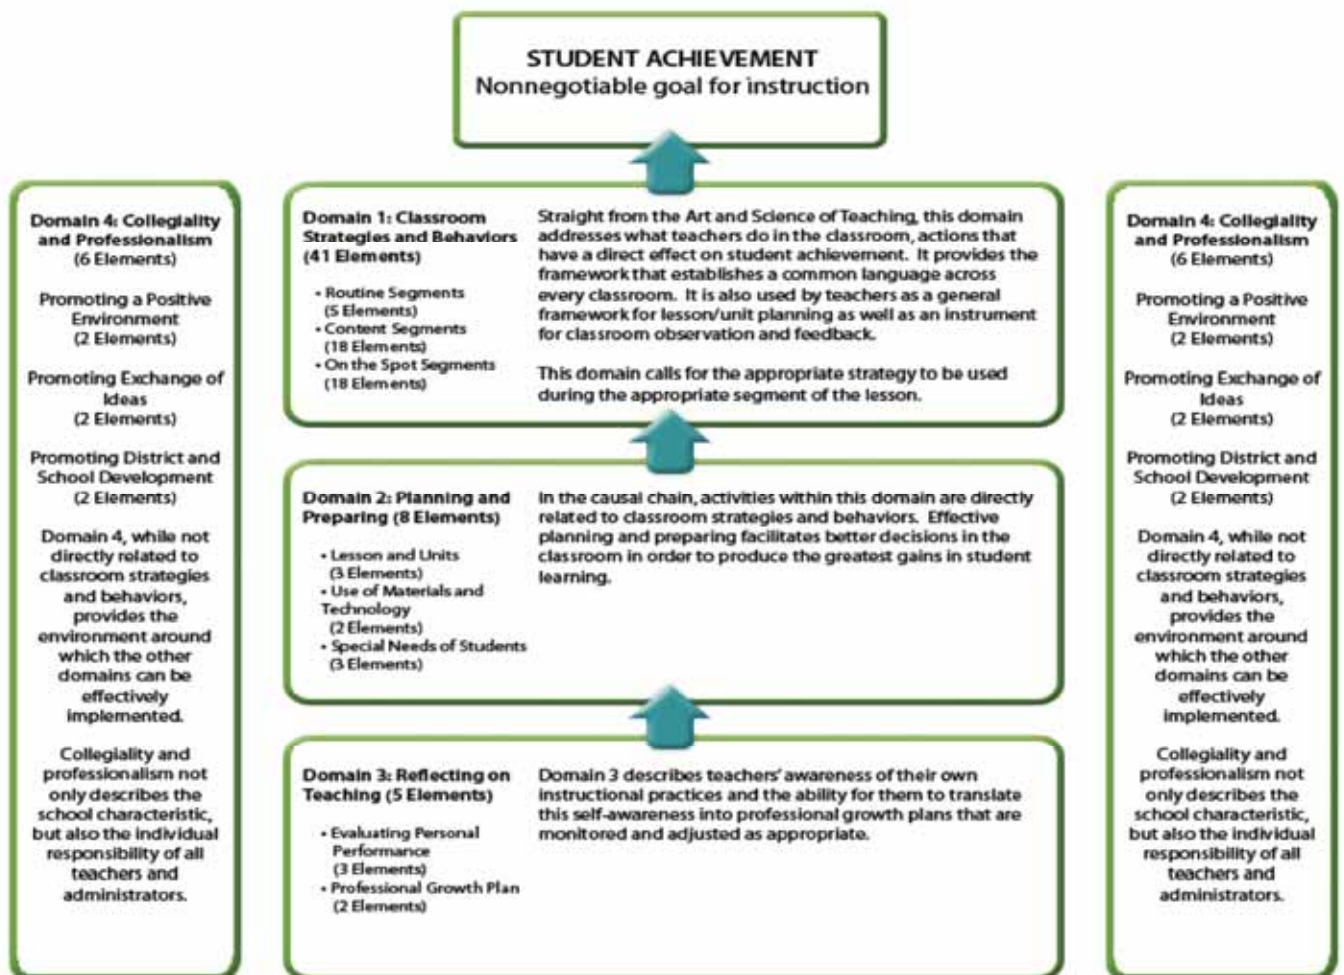 STUDENT ACHIEVEMENT
Nonnegotiable goal for instruction
Domain 4: Collegiality
and Professionalism
(6 Elements)
Promoting a Positive
Environment
(2 Elements)
Promoting Exchange of
Ideas
(2 Elements)
Promoting District and
School Development
(2 Elements)
Domain 4, while not
directly related to
classroom strategies
and behaviors,
provides the
environment around
which the other
domains can be
effectively
implemented.
Collegiality and
professionalism not
only describes the
school characteristic,
but also the individual
responsibility of all
teachers and
administrators.
Domain 1: Classroom
Strategies and Behaviors
(41 Elements)
• Routine Segments
(5 Elements)
• Content Segments
(18 Elements)
• On the Spot Segments
(18 Elements)
Straight from the Art and Science of Teaching, this domain
addresses what teachers do in the classroom, actions that
have a direct effect on student achievement. It provides the
framework that establishes a common language across
every classroom. It is also used by teachers as a general
framework for lesson/unit planning as well as an instrument
for classroom observation and feedback.
This domain calls for the appropriate strategy to be used
during the appropriate segment of the lesson.
Domain 2: Planning and
Preparing (8 Elements)
• Lesson and Units
(3 Elements)
• Use of Materials and
Technology
(2 Elements)
• Special Needs of Students
(3 Elements)
In the causal chain, activities within this domain are directly
related to classroom strategies and behaviors. Effective
planning and preparing facilitates better decisions in the
classroom in order to produce the greatest gains in student
learning.
Domain 3: Reflecting on
Teaching (5 Elements)
• Evaluating Personal
Performance
(3 Elements)
• Professional Growth Plan
(2 Elements)
Domain 3 describes teachers' awareness of their own
instructional practices and the ability for them to translate
this self-awareness into professional growth plans that are
monitored and adjusted as appropriate.
Domain 4: Collegiality
and Professionalism
(6 Elements)
Promoting a Positive
Environment
(2 Elements)
Promoting Exchange of
Ideas
(2 Elements)
Promoting District and
School Development
(2 Elements)
Domain 4, while not
directly related to
classroom strategies
and behaviors,
provides the
environment around
which the other
domains can be
effectively
implemented.
Collegiality and
professionalism not
only describes the
school characteristic,
but also the individual
responsibility of all
teachers and
administrators.